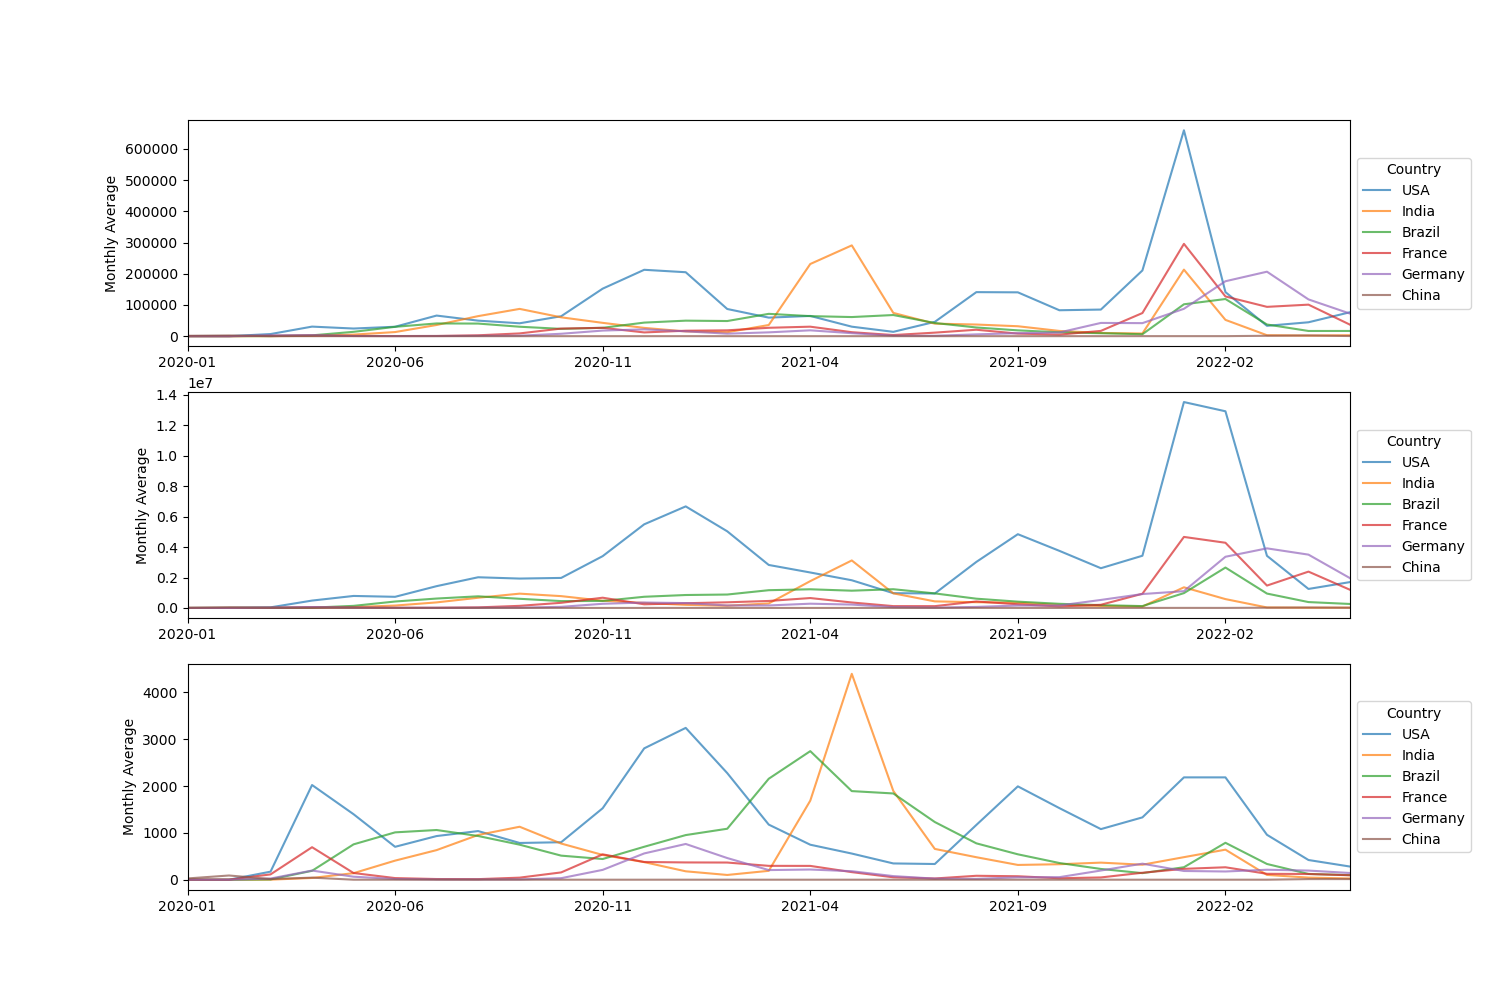 Monthly Average
600000
500000
400000
300000
200000
100000
0
2020-01 2020-06 2020-11 2021-04 2021-09 2022-02
Country
USA
India
Brazil
France
Germany
China
1e7
Monthly Average
1.4
1.2
1.0
0.8
0.6
0.4
0.2
0.0
2020-01 2020-06 2020-11 2021-04 2021-09 2022-02
Country
USA
India
Brazil
France
Germany
China
Monthly Average
4000
3000
2000
1000
0
2020-01 2020-06 2020-11 2021-04 2021-09 2022-02
Country
USA
India
Brazil
France
Germany
China